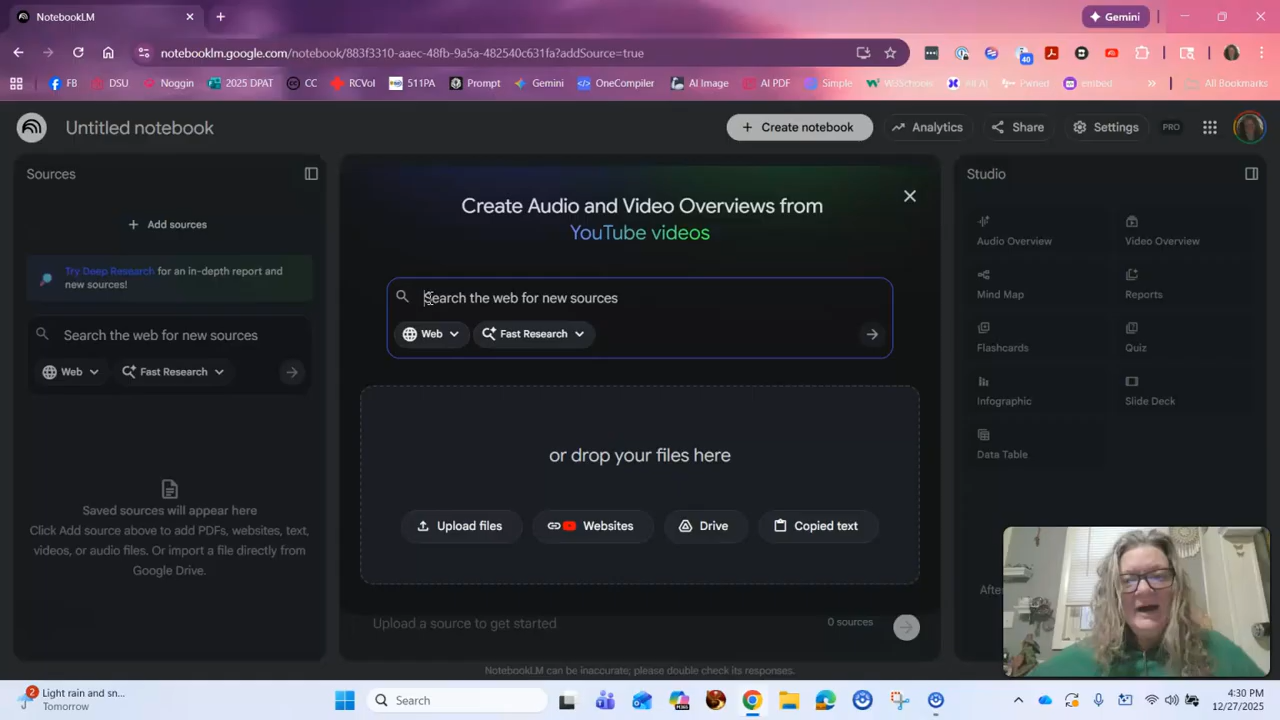 NotebookLM
Gemini
notebooklm.google.com/notebook/883f3310-aaec-48fb-9a5a-482540c631fa?addSource=true
40
FB
DSU
Noggin
2025 DPAT
CC
RCVol
511PA
Prompt
Gemini
OneCompiler
AI Image
AI PDF
Simple
W3Schools
All AI
Pwned
embed
All Bookmarks
Untitled notebook
Create notebook
Analytics
Share
Settings
PRO
Sources
Add sources
Try Deep Research for an in-depth report and
new sources!
Search the web for new sources
Web
Fast Research
Saved sources will appear here
Click Add source above to add PDFs, websites, text,
videos, or audio files. Or import a file directly from
Google Drive.
Create Audio and Video Overviews from
YouTube videos
Search the web for new sources
Web
Fast Research
or drop your files here
Upload files
Websites
Drive
Copied text
Upload a source to get started
0 sources
NotebookLM can be inaccurate; please double check its responses.
Studio
Audio Overview
Video Overview
Mind Map
Reports
Flashcards
Quiz
Infographic
Slide Deck
Data Table
2
Light rain and sn...
Tomorrow
Search
4:30 PM
12/27/2025